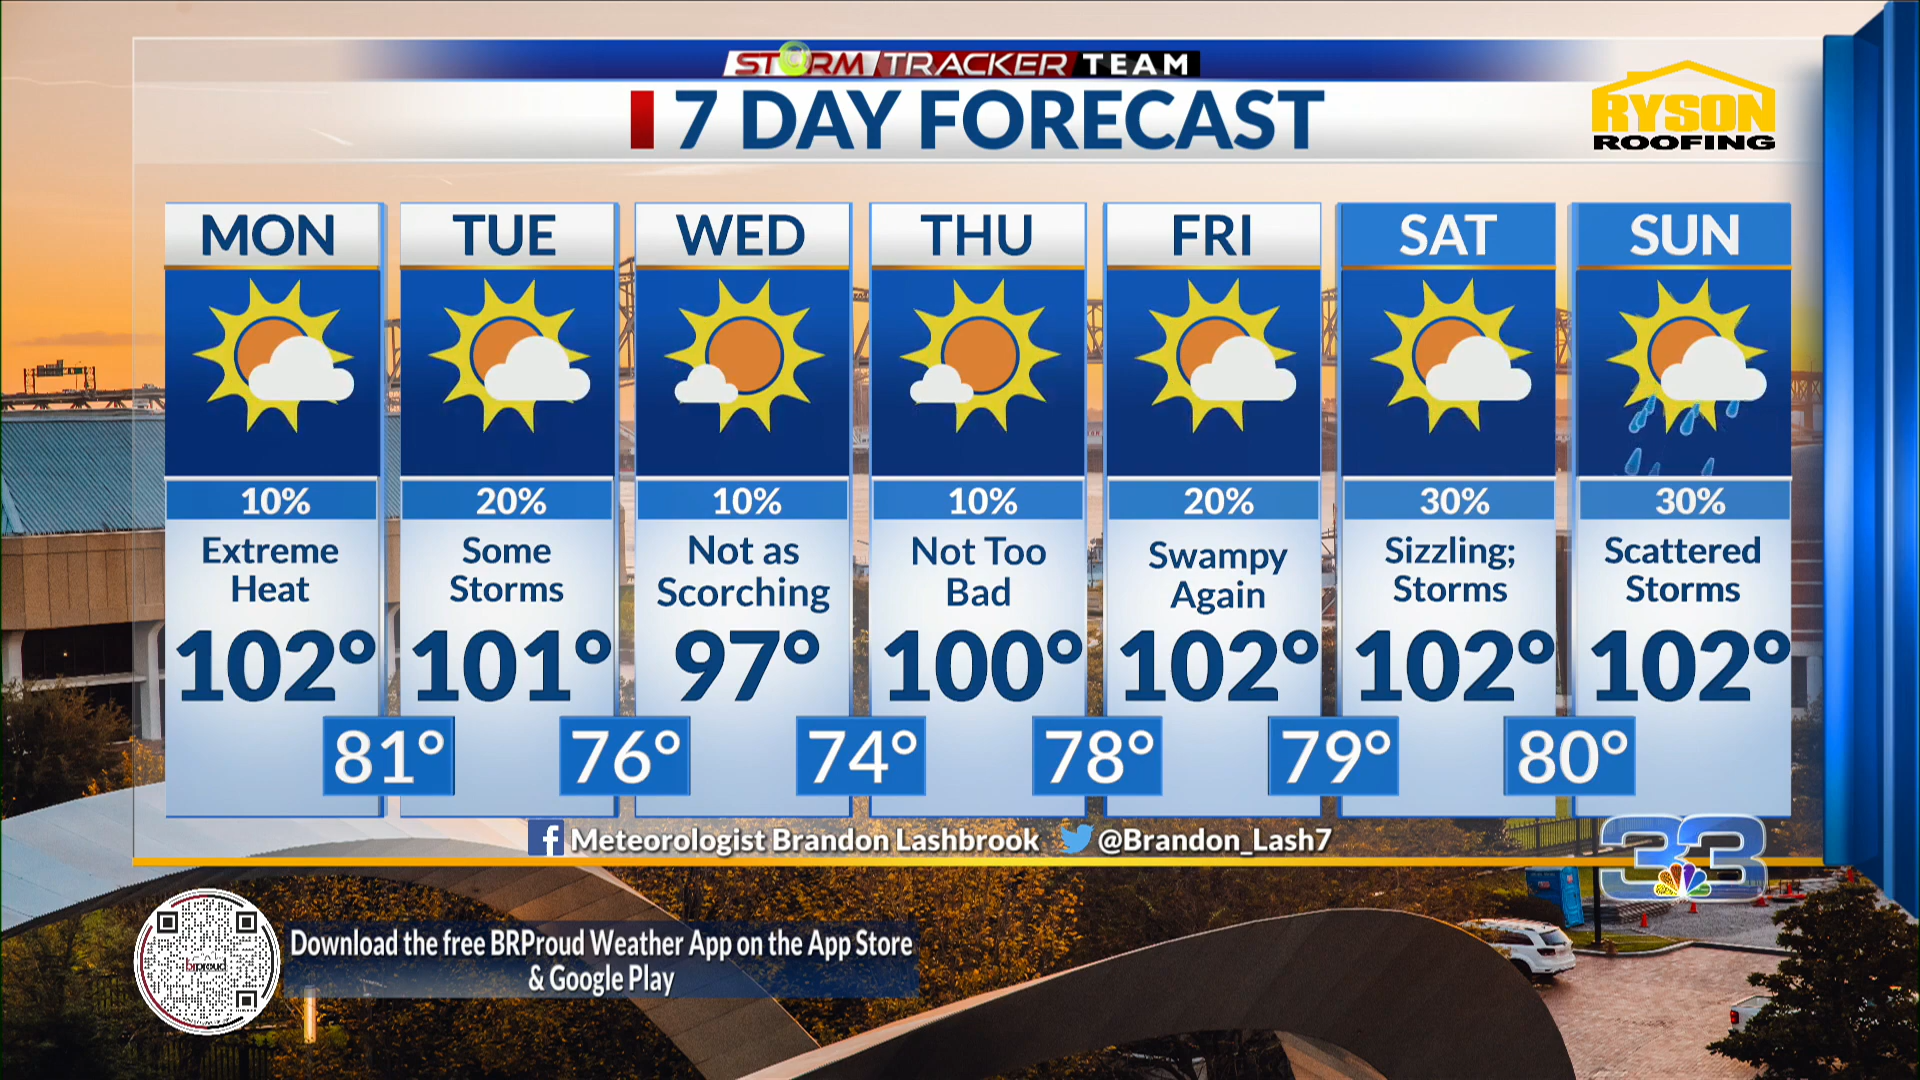 STORM TRACKER TEAM
7 DAY FORECAST
RYSON
ROOFING
MON TUE WED THU FRI SAT SUN
10% 20% 10% 10% 20% 30% 30%
Extreme
Heat
Some
Storms
Not as
Scorching
Not Too
Bad
Swampy
Again
Sizzling;
Storms
Scattered
Storms
102° 101° 97° 100° 102° 102° 102°
81° 76° 74° 78° 79° 80°
Meteorologist Brandon Lashbrook @Brandon_Lash7
33
brproud
Download the free BRProud Weather App on the App Store
& Google Play